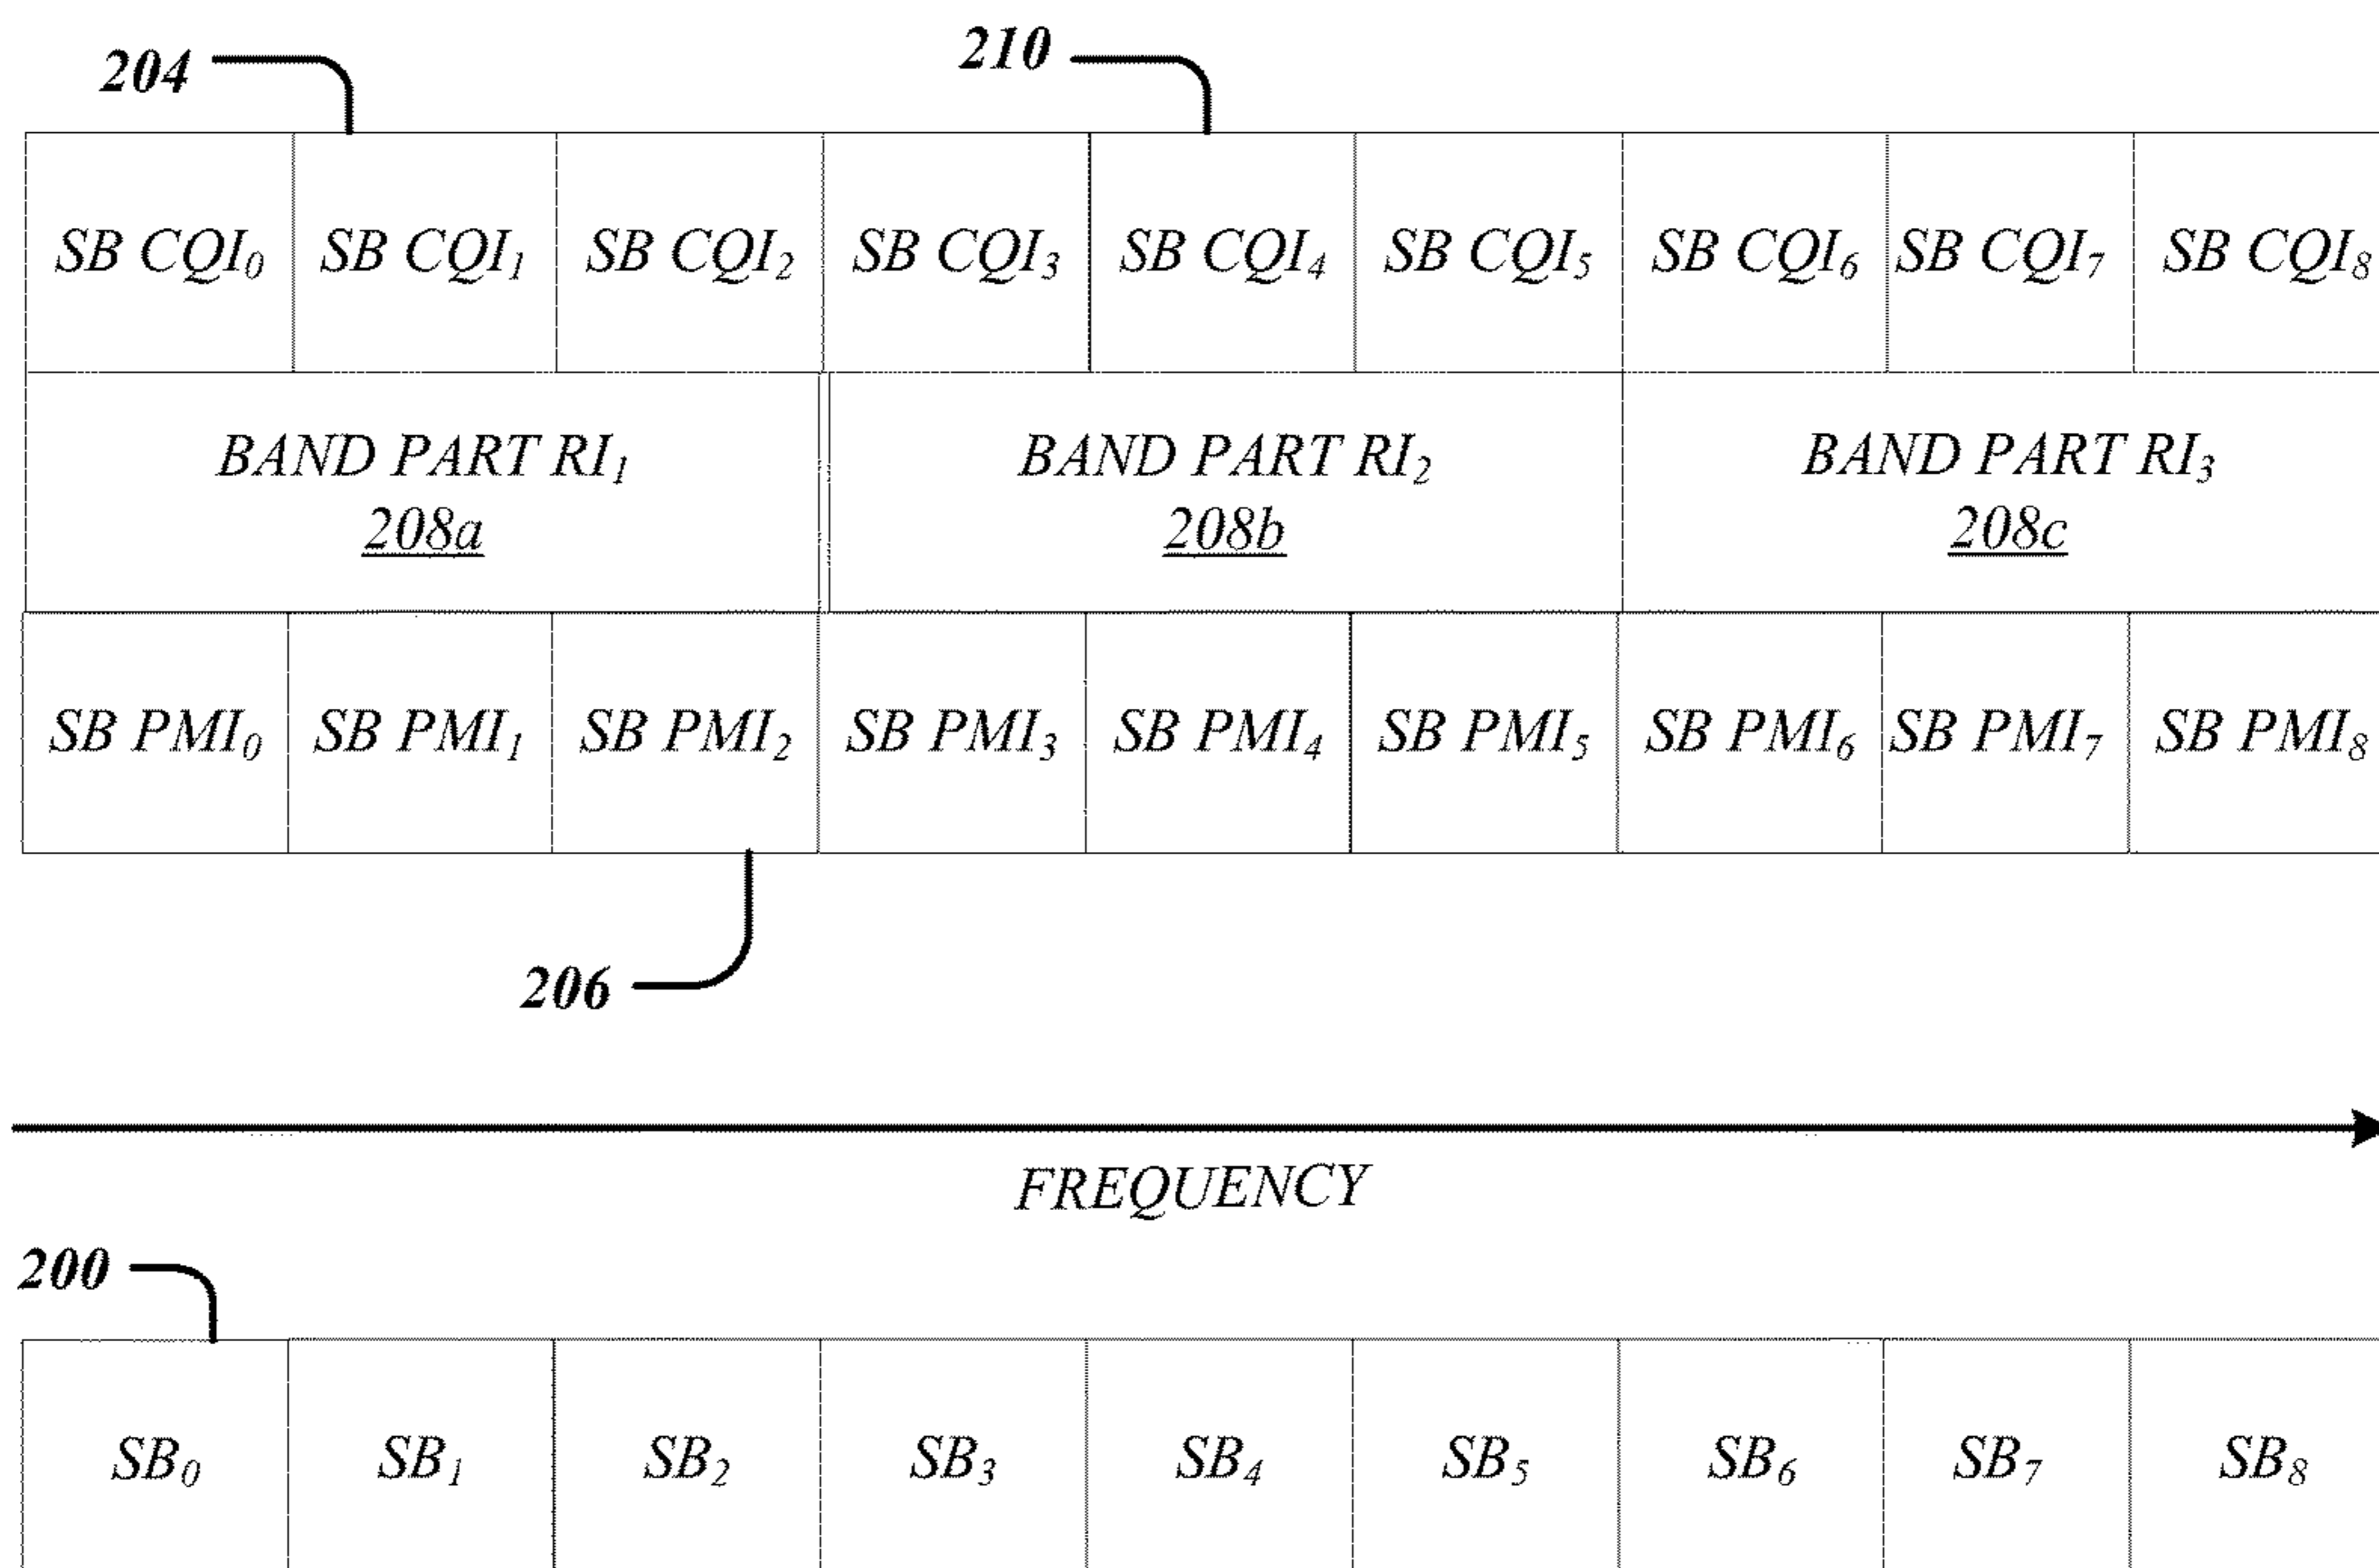 204 210
SB CQI₀ SB CQI₁ SB CQI₂ SB CQI₃ SB CQI₄ SB CQI₅ SB CQI₆ SB CQI₇ SB CQI₈
BAND PART RI₁ BAND PART RI₂ BAND PART RI₃
208a 208b 208c
SB PMI₀ SB PMI₁ SB PMI₂ SB PMI₃ SB PMI₄ SB PMI₅ SB PMI₆ SB PMI₇ SB PMI₈
206
FREQUENCY
200
SB₀ SB₁ SB₂ SB₃ SB₄ SB₅ SB₆ SB₇ SB₈